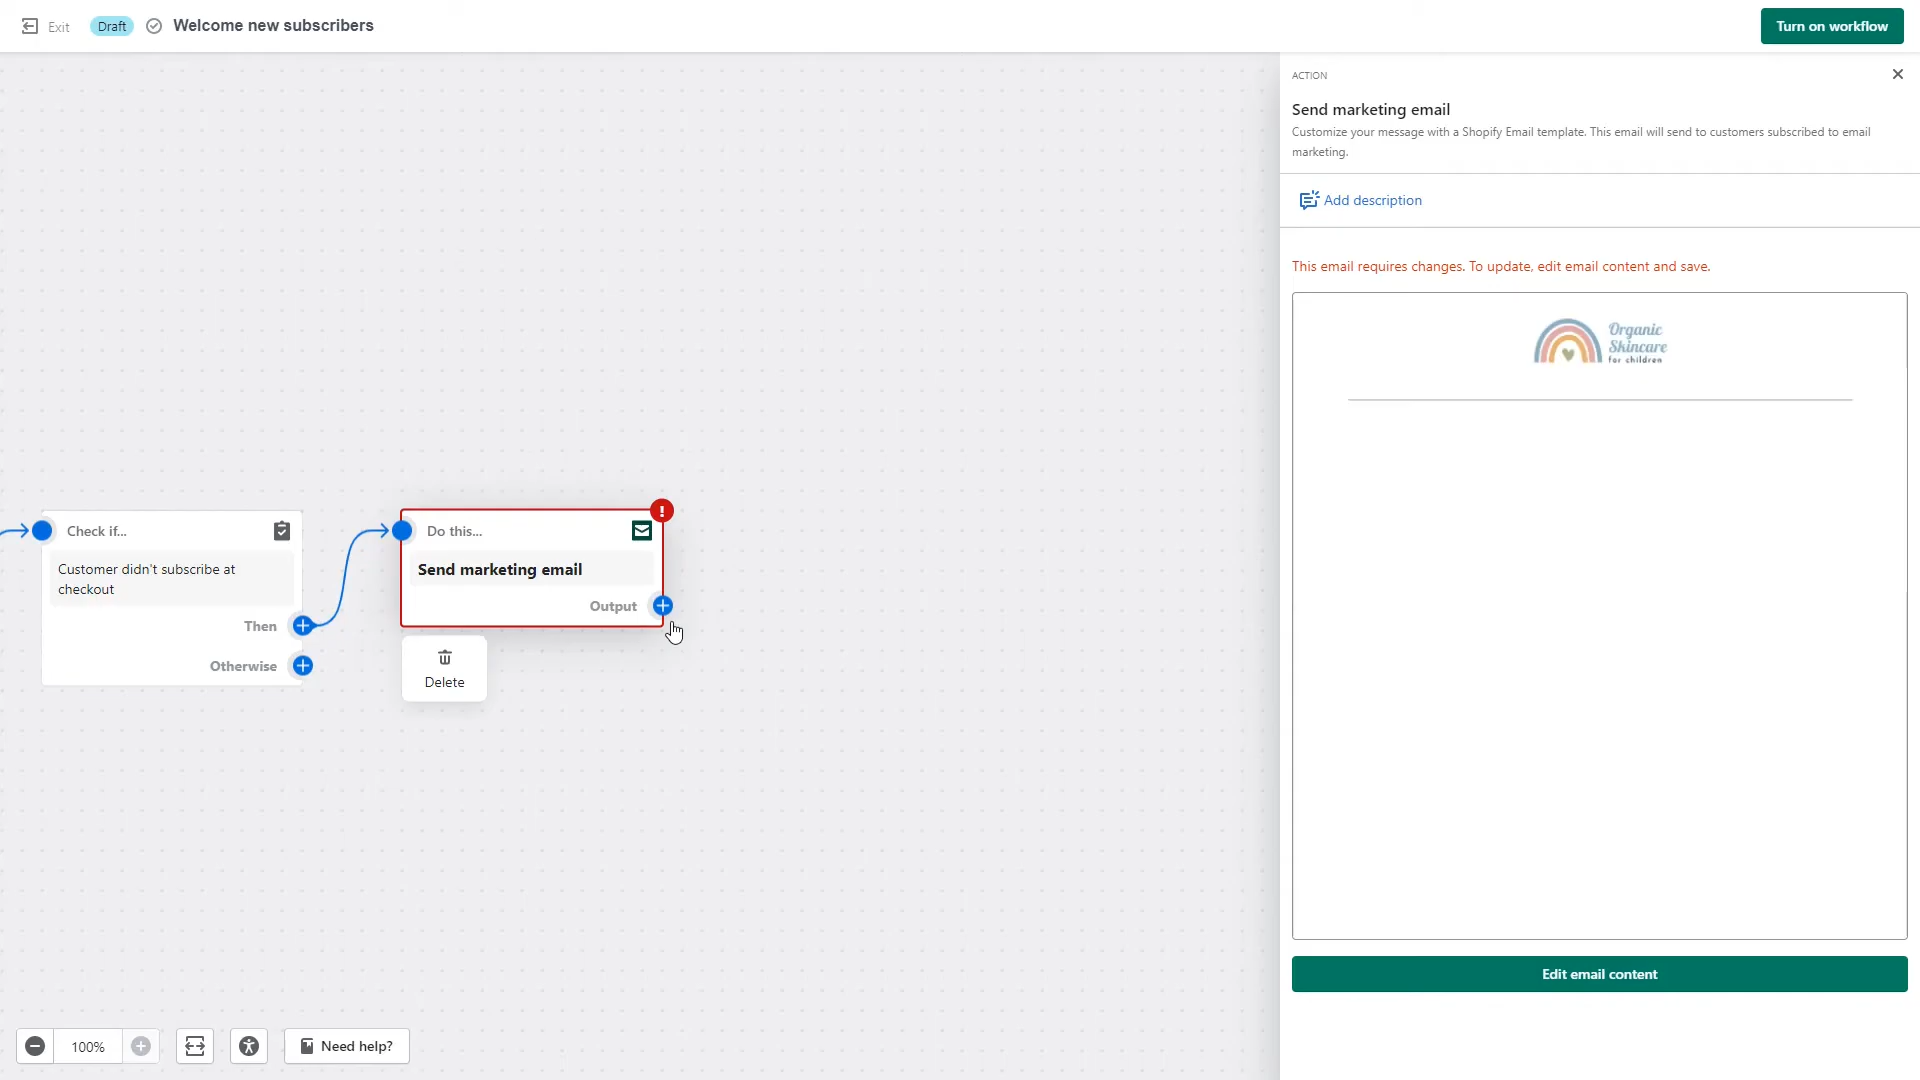 Exit
Draft
Welcome new subscribers
Turn on workflow
ACTION
Send marketing email
Customize your message with a Shopify Email template. This email will send to customers subscribed to email
marketing.
Add description
This email requires changes. To update, edit email content and save.
Organic
Skincare
for children
Check if...
Customer didn't subscribe at
checkout
Then
Otherwise
Do this...
Send marketing email
Output
Delete
Edit email content
100%
Need help?